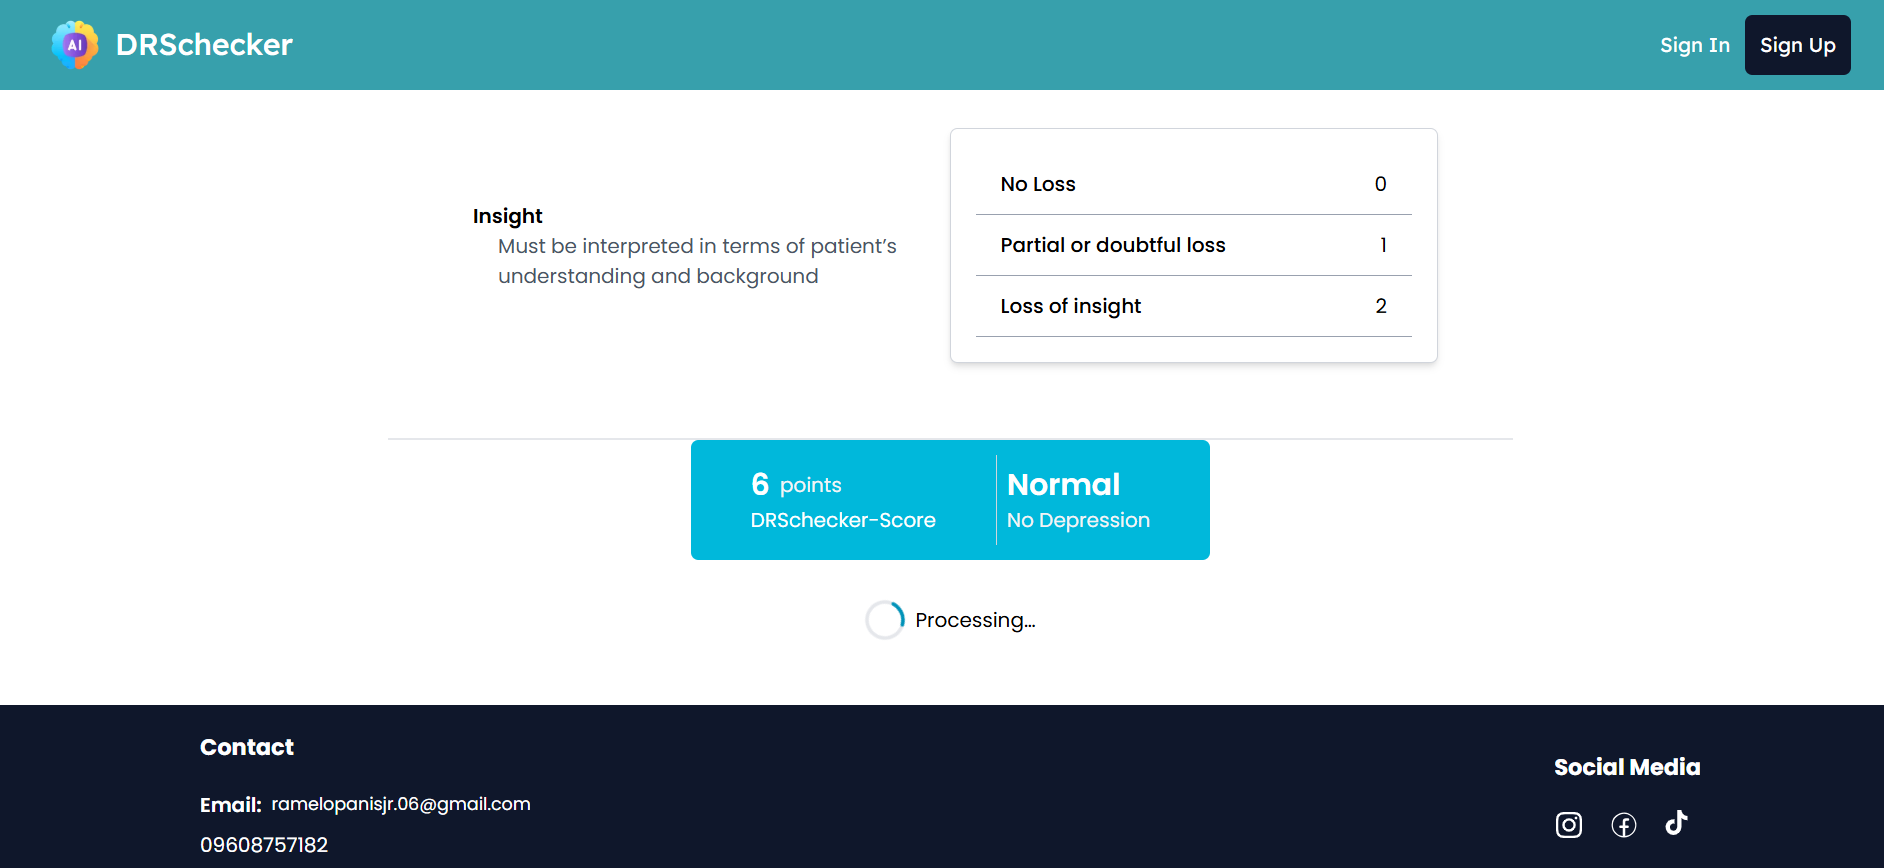 AI
DRSchecker
Sign In
Sign Up
Insight
Must be interpreted in terms of patient’s
understanding and background
No Loss 0
Partial or doubtful loss 1
Loss of insight 2
6 points
DRSchecker-Score
Normal
No Depression
Processing...
Contact
Email: ramelopanisjr.06@gmail.com
09608757182
Social Media